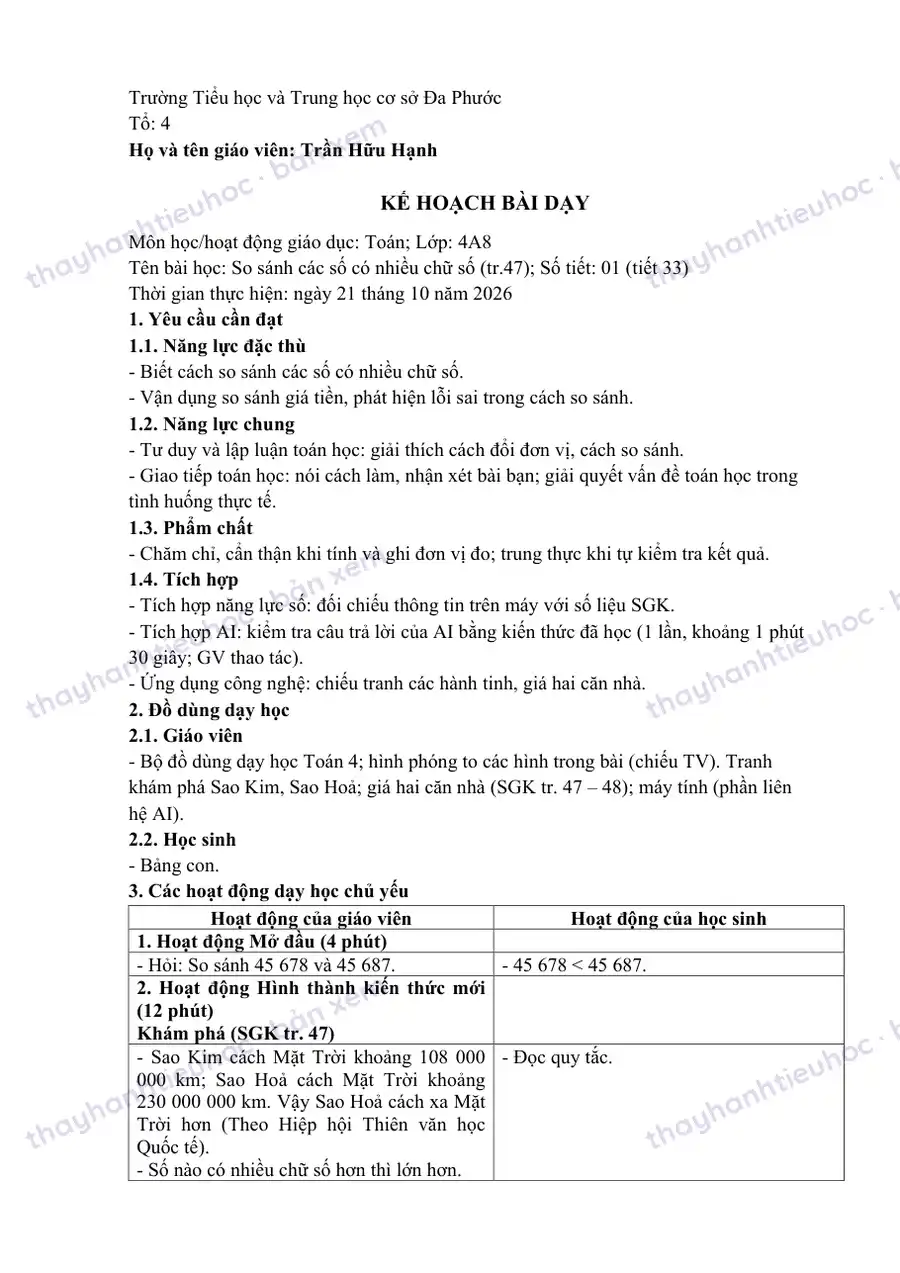 Trường Tiểu học và Trung học cơ sở Đa Phước
Tổ: 4
Họ và tên giáo viên: Trần Hữu Hạnh
KẾ HOẠCH BÀI DẠY
Môn học/hoạt động giáo dục: Toán; Lớp: 4A8
Tên bài học: So sánh các số có nhiều chữ số (tr.47); Số tiết: 01 (tiết 33)
Thời gian thực hiện: ngày 21 tháng 10 năm 2026
1. Yêu cầu cần đạt
1.1. Năng lực đặc thù
- Biết cách so sánh các số có nhiều chữ số.
- Vận dụng so sánh giá tiền, phát hiện lỗi sai trong cách so sánh.
1.2. Năng lực chung
- Tư duy và lập luận toán học: giải thích cách đổi đơn vị, cách so sánh.
- Giao tiếp toán học: nói cách làm, nhận xét bài bạn; giải quyết vấn đề toán học trong
tình huống thực tế.
1.3. Phẩm chất
- Chăm chỉ, cẩn thận khi tính và ghi đơn vị đo; trung thực khi tự kiểm tra kết quả.
1.4. Tích hợp
- Tích hợp năng lực số: đối chiếu thông tin trên máy với số liệu SGK.
- Tích hợp AI: kiểm tra câu trả lời của AI bằng kiến thức đã học (1 lần, khoảng 1 phút
30 giây; GV thao tác).
- Ứng dụng công nghệ: chiếu tranh các hành tinh, giá hai căn nhà.
2. Đồ dùng dạy học
2.1. Giáo viên
- Bộ đồ dùng dạy học Toán 4; hình phóng to các hình trong bài (chiếu TV). Tranh
khám phá Sao Kim, Sao Hoả; giá hai căn nhà (SGK tr. 47 – 48); máy tính (phần liên
hệ AI).
2.2. Học sinh
- Bảng con.
3. Các hoạt động dạy học chủ yếu
Hoạt động của giáo viên
Hoạt động của học sinh
1. Hoạt động Mở đầu (4 phút)
- Hỏi: So sánh 45 678 và 45 687.
- 45 678 < 45 687.
2. Hoạt động Hình thành kiến thức mới
(12 phút)
Khám phá (SGK tr. 47)
- Sao Kim cách Mặt Trời khoảng 108 000
000 km; Sao Hoả cách Mặt Trời khoảng
230 000 000 km. Vậy Sao Hoả cách xa Mặt
Trời hơn (Theo Hiệp hội Thiên văn học
Quốc tế).
- Số nào có nhiều chữ số hơn thì lớn hơn.
- Đọc quy tắc.
thayhanhtieuhoc · bản xem
thayhanhtieuhoc · b
thayhanhtieuhoc · bản xem
thayhanhtieuhoc · b
thayhanhtieuhoc · bản xem
thayhanhtieuhoc · b